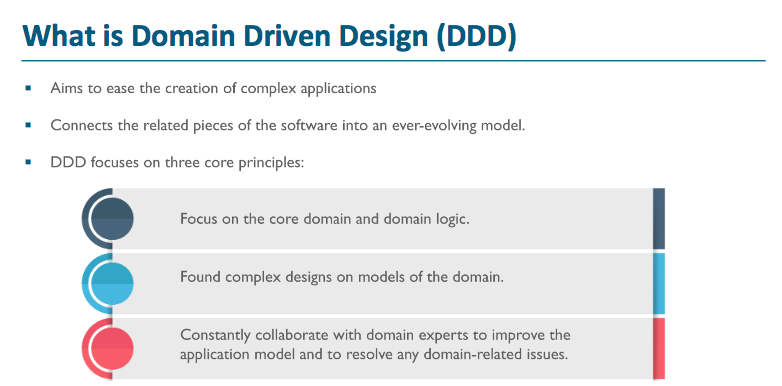 What is Domain Driven Design (DDD)
Aims to ease the creation of complex applications
Connects the related pieces of the software into an ever-evolving model.
DDD focuses on three core principles:
Focus on the core domain and domain logic.
Found complex designs on models of the domain.
Constantly collaborate with domain experts to improve the
application model and to resolve any domain-related issues.